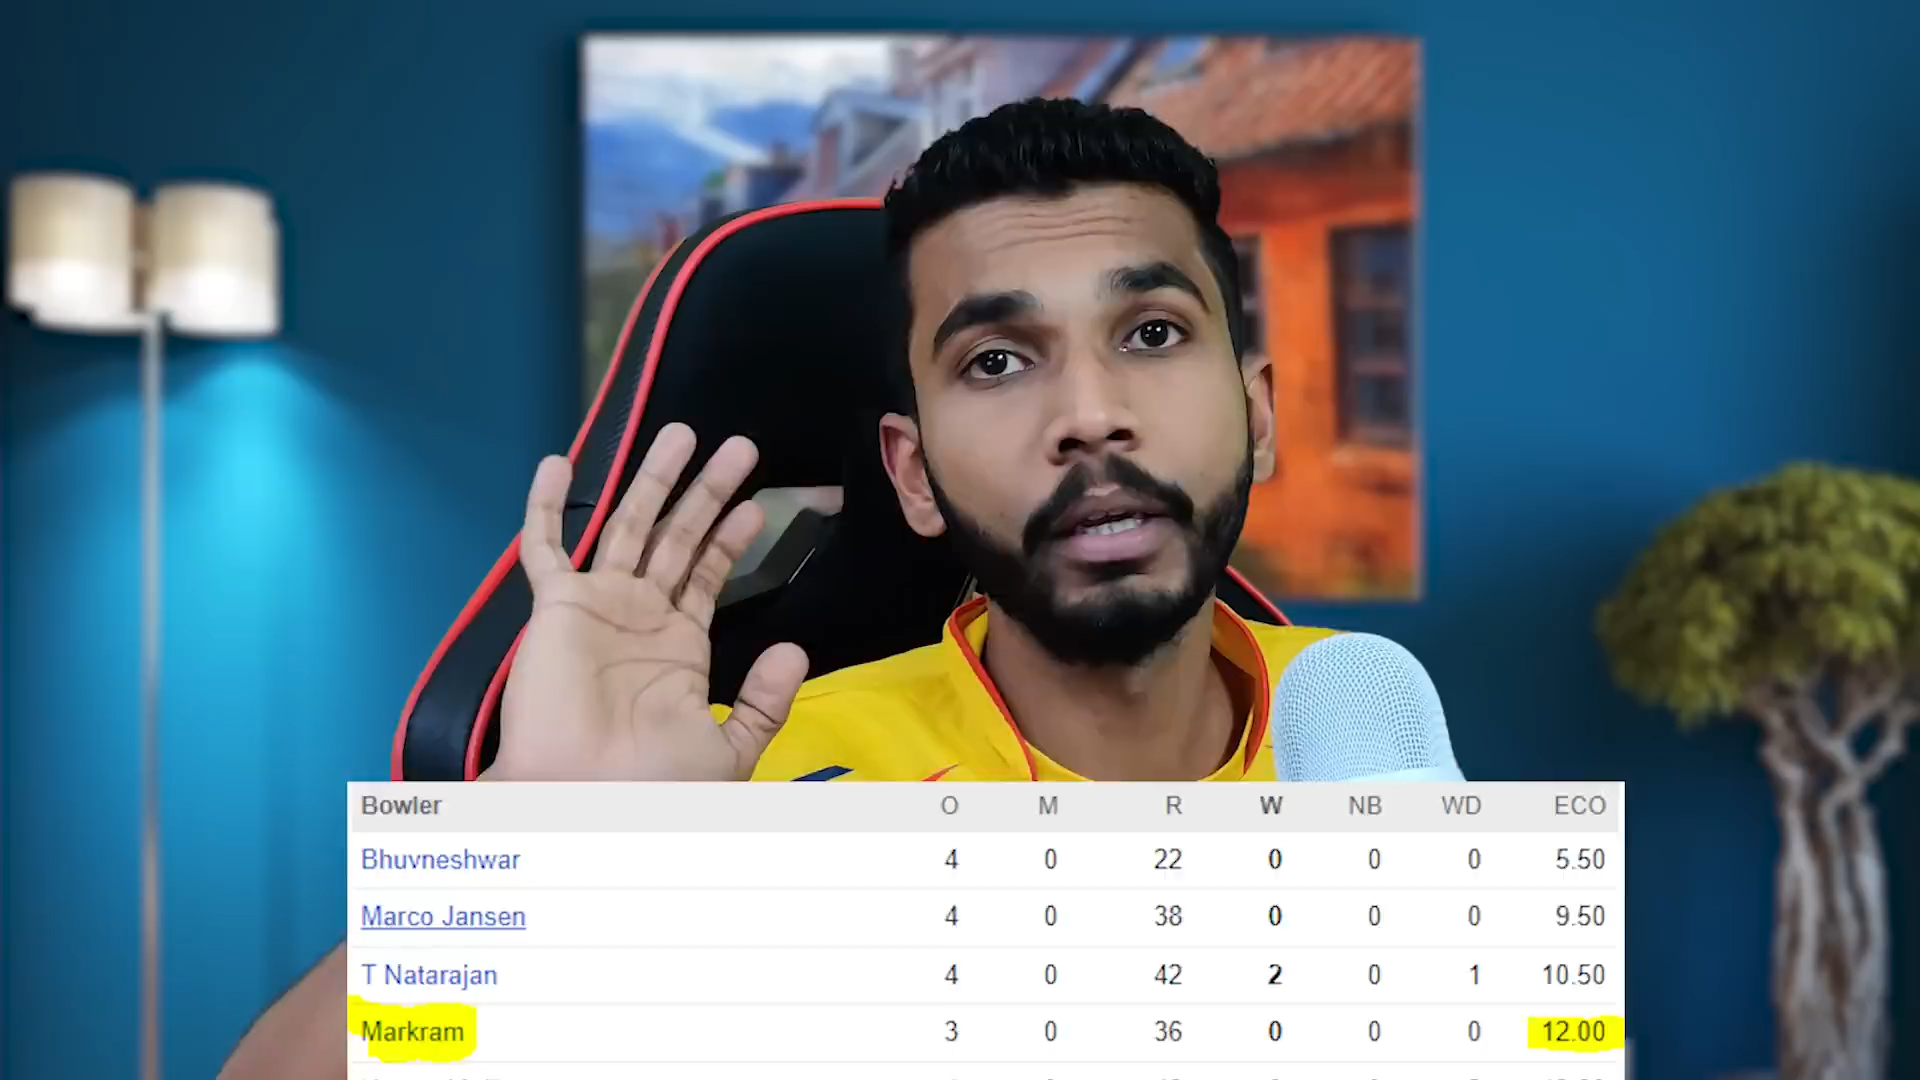 Bowler O M R W NB WD ECO
Bhuvneshwar 4 0 22 0 0 0 5.50
Marco Jansen 4 0 38 0 0 0 9.50
T Natarajan 4 0 42 2 0 1 10.50
Markram 3 0 36 0 0 0 12.00